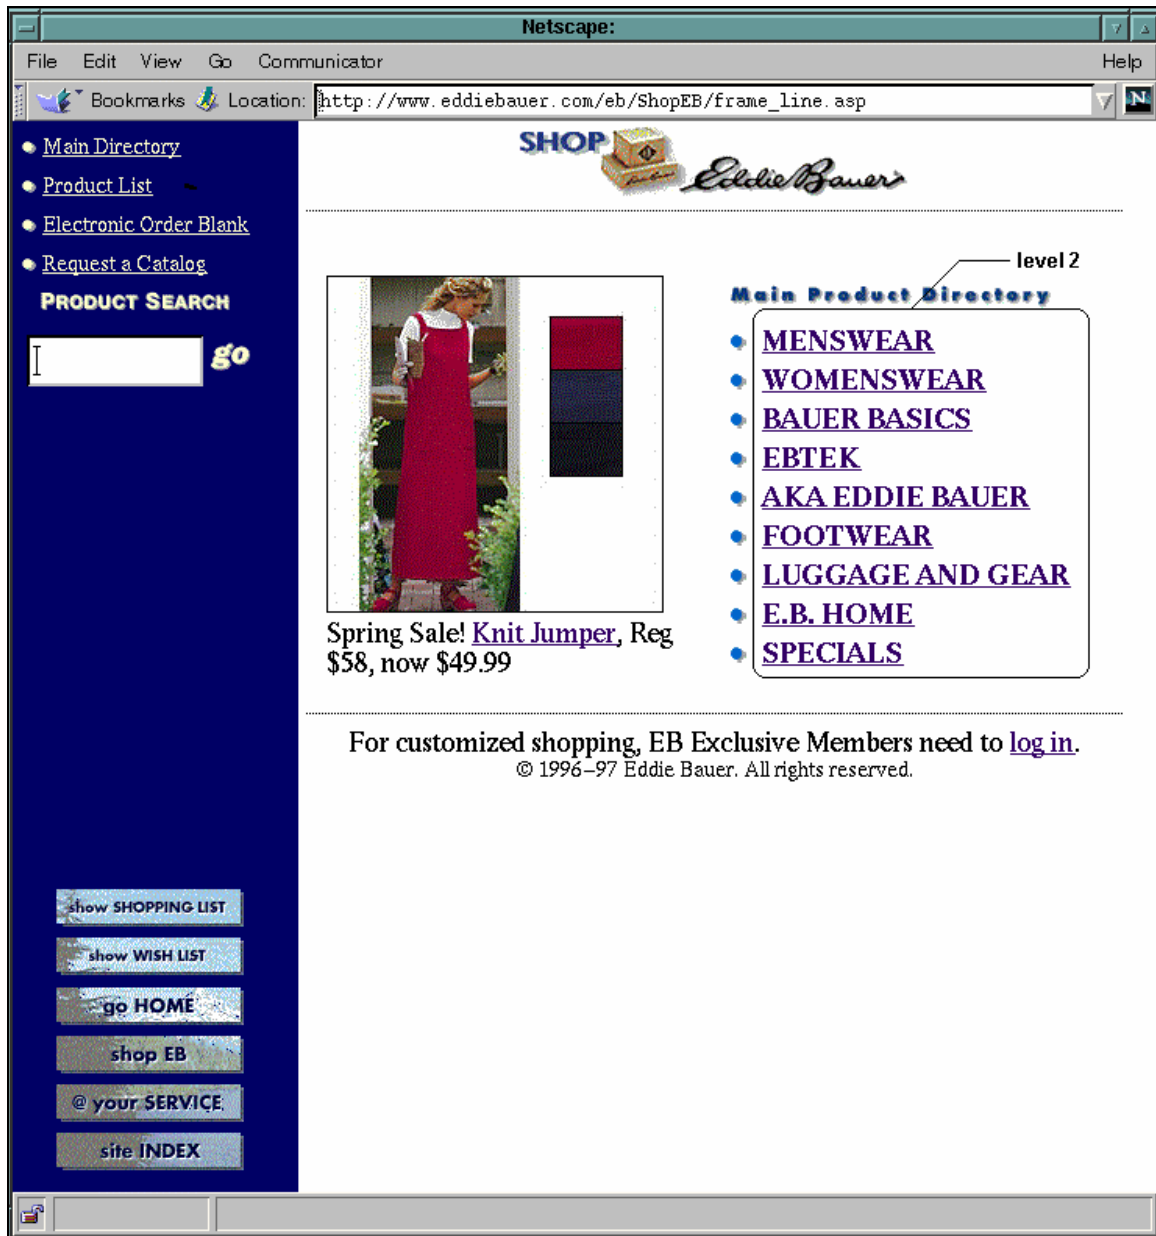 Netscape:
File Edit View Go Communicator Help
Bookmarks Location: http://www.eddiebauer.com/eb/ShopEB/frame_line.asp N
Main Directory
Product List
Electronic Order Blank
Request a Catalog
PRODUCT SEARCH
go
show SHOPPING LIST
show WISH LIST
go HOME
shop EB
@ your SERVICE
site INDEX
SHOP Eddie Bauer
level 2
Main Product Directory
MENSWEAR
WOMENSWEAR
BAUER BASICS
EBTEK
AKA EDDIE BAUER
FOOTWEAR
LUGGAGE AND GEAR
E.B. HOME
SPECIALS
Spring Sale! Knit Jumper, Reg
$58, now $49.99
For customized shopping, EB Exclusive Members need to log in.
© 1996–97 Eddie Bauer. All rights reserved.